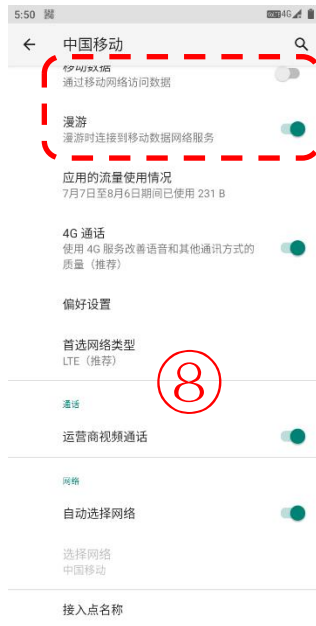 5:50 4G
中国移动
移动数据
通过移动网络访问数据
漫游
漫游时连接到移动数据网络服务
应用的流量使用情况
7月7日至8月6日期间已使用 231 B
4G 通话
使用 4G 服务改善语音和其他通讯方式的
质量（推荐）
偏好设置
首选网络类型
LTE（推荐）
⑧
通话
运营商视频通话
网络
自动选择网络
选择网络
中国移动
接入点名称